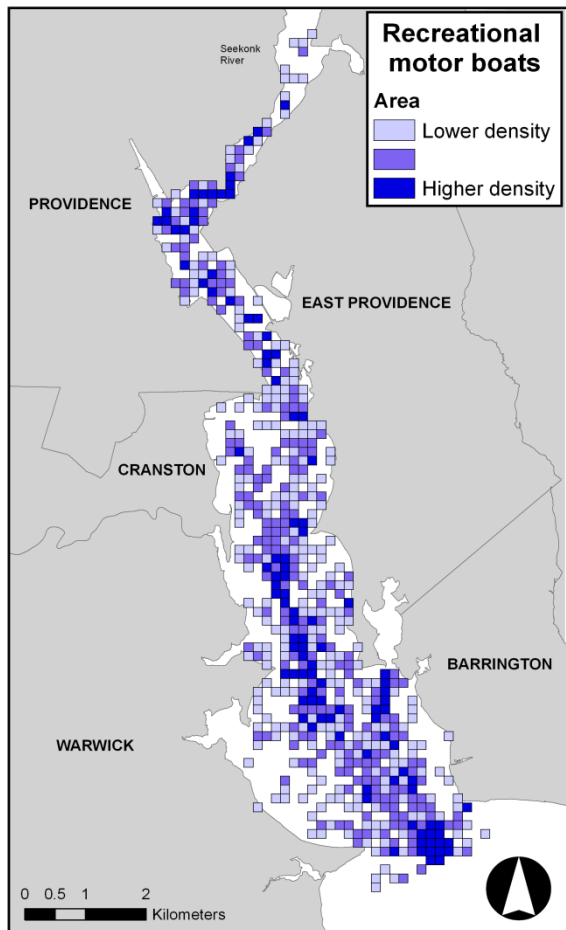 Seekonk
River
Recreational
motor boats
Area
Lower density
Higher density
PROVIDENCE
EAST PROVIDENCE
CRANSTON
BARRINGTON
WARWICK
0 0.5 1 2
Kilometers